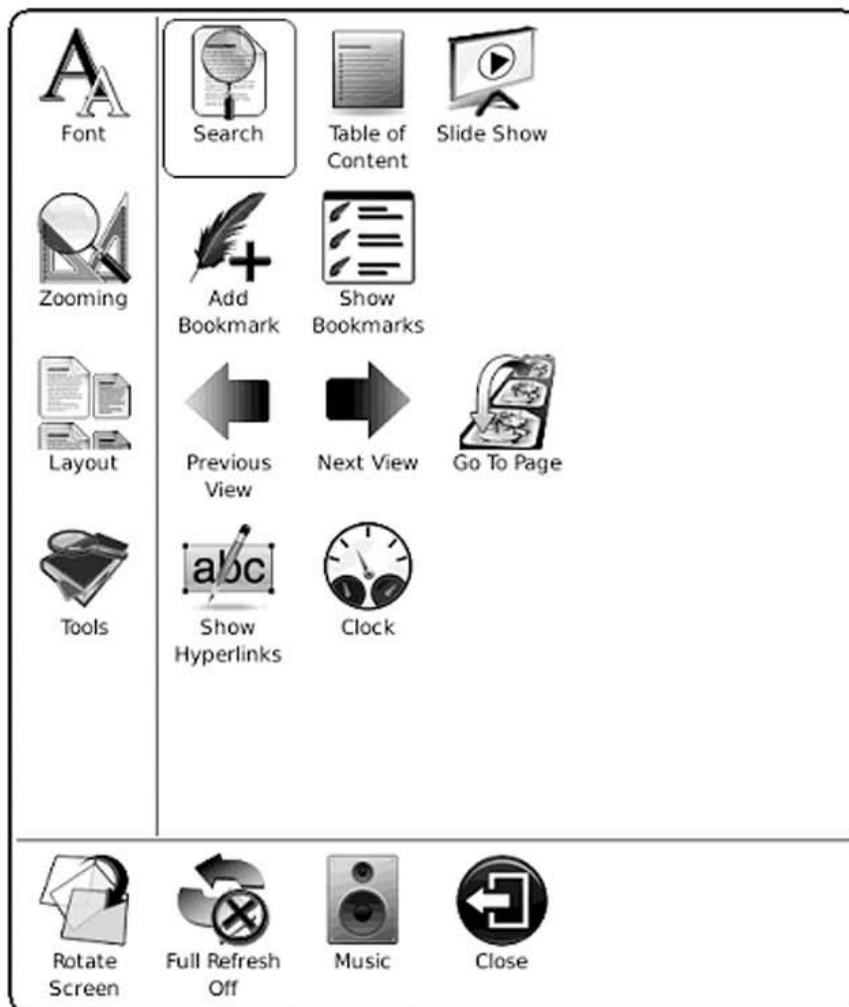 Font
Zooming
Layout
Tools
Search
Table of
Content
Slide Show
Add
Bookmark
Show
Bookmarks
Previous
View
Next View
Go To Page
abc
Show
Hyperlinks
Clock
Rotate
Screen
Full Refresh
Off
Music
Close